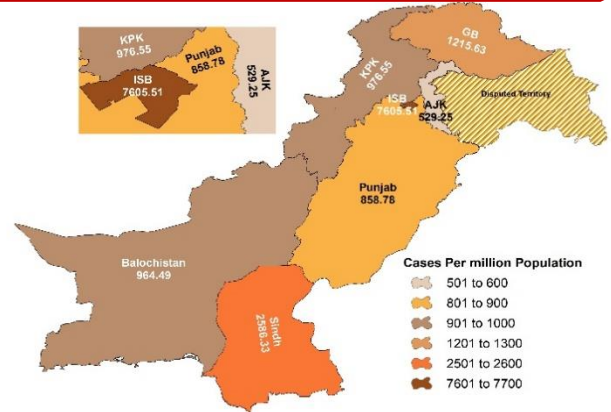 KPK
976.55
Punjab
858.78
ISB
7605.51
AJK
529.25
GB
1215.63
KPK
976.55
ISB
7605.51
AJK
529.25
Disputed Territory
Punjab
858.78
Balochistan
964.49
Sindh
2586.33
Cases Per million Population
501 to 600
801 to 900
901 to 1000
1201 to 1300
2501 to 2600
7601 to 7700